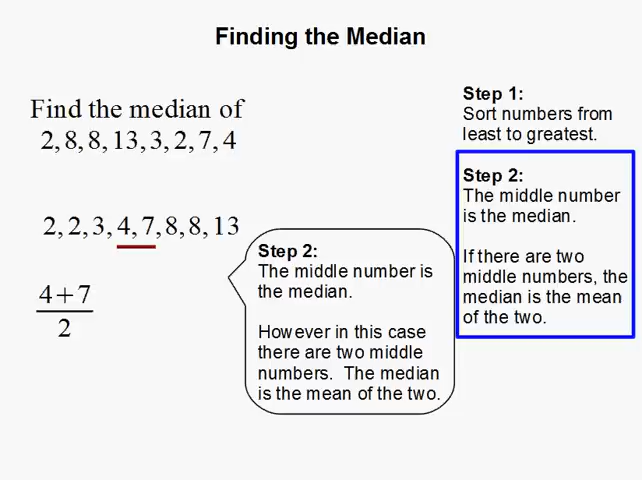 Finding the Median
Find the median of
2, 8, 8, 13, 3, 2, 7, 4
2, 2, 3, 4, 7, 8, 8, 13
4+7
2
Step 2:
The middle number is
the median.
However in this case
there are two middle
numbers. The median
is the mean of the two.
Step 1:
Sort numbers from
least to greatest.
Step 2:
The middle number
is the median.
If there are two
middle numbers, the
median is the mean
of the two.